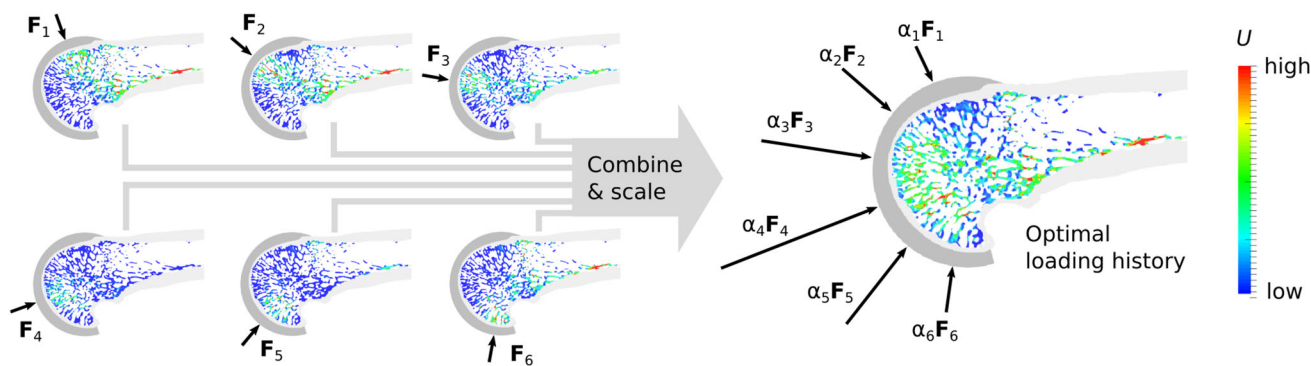 F₁
F₂
F₃
F₄
F₅
F₆
Combine
& scale
α₁F₁
α₂F₂
α₃F₃
α₄F₄
α₅F₅
α₆F₆
Optimal
loading history
U
high
low